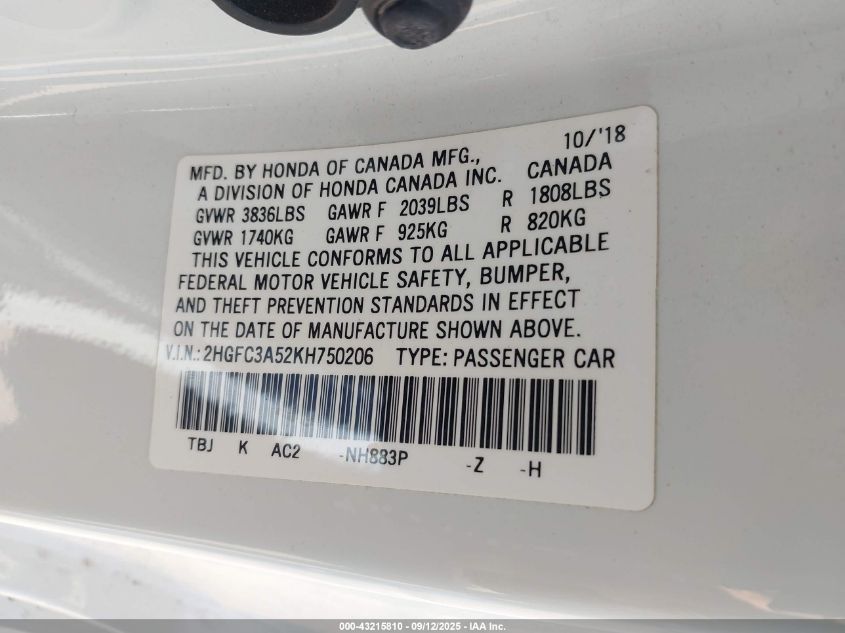 10/'18
MFD. BY HONDA OF CANADA MFG.,
A DIVISION OF HONDA CANADA INC. CANADA
GVWR 3836LBS GAWR F 2039LBS R 1808LBS
GVWR 1740KG GAWR F 925KG R 820KG
THIS VEHICLE CONFORMS TO ALL APPLICABLE
FEDERAL MOTOR VEHICLE SAFETY, BUMPER,
AND THEFT PREVENTION STANDARDS IN EFFECT
ON THE DATE OF MANUFACTURE SHOWN ABOVE.
V.I.N.: 2HGFC3A52KH750206 TYPE: PASSENGER CAR
TBJ K AC2 -NH883P -Z -H
000-43215810 - 09/12/2025 - IAA Inc.